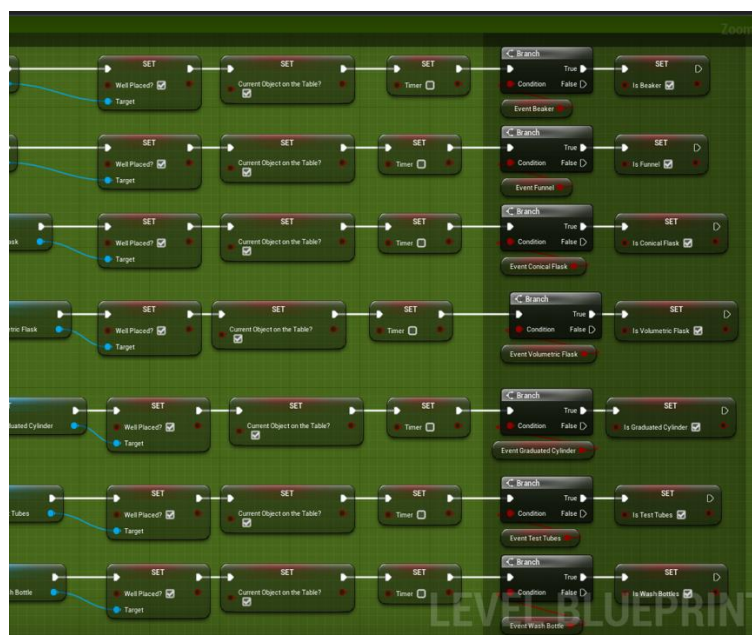 Zoom
SET SET SET Branch SET
Well Placed? Current Object on the Table? Timer True
Condition False Is Beaker
Target
Event Beaker
SET SET SET Branch SET
Well Placed? Current Object on the Table? Timer True
Condition False Is Funnel
Target
Event Funnel
SET SET SET Branch SET
ask Well Placed? Current Object on the Table? Timer True
Condition False Is Conical Flask
Target
Event Conical Flask
SET SET SET Branch SET
tric Flask Well Placed? Current Object on the Table? Timer True
Condition False Is Volumetric Flask
Target
Event Volumetric Flask
SET SET SET Branch SET
duated Cylinder Well Placed? Current Object on the Table? Timer True
Condition False Is Graduated Cylinder
Target
Event Graduated Cylinder
SET SET SET Branch SET
Tubes Well Placed? Current Object on the Table? Timer True
Condition False Is Test Tubes
Target
Event Test Tubes
SET SET SET Branch SET
sh Bottle Well Placed? Current Object on the Table? Timer True
Condition False Is Wash Bottles
Target
Event Wash Bottle
LEVEL BLUEPRINT